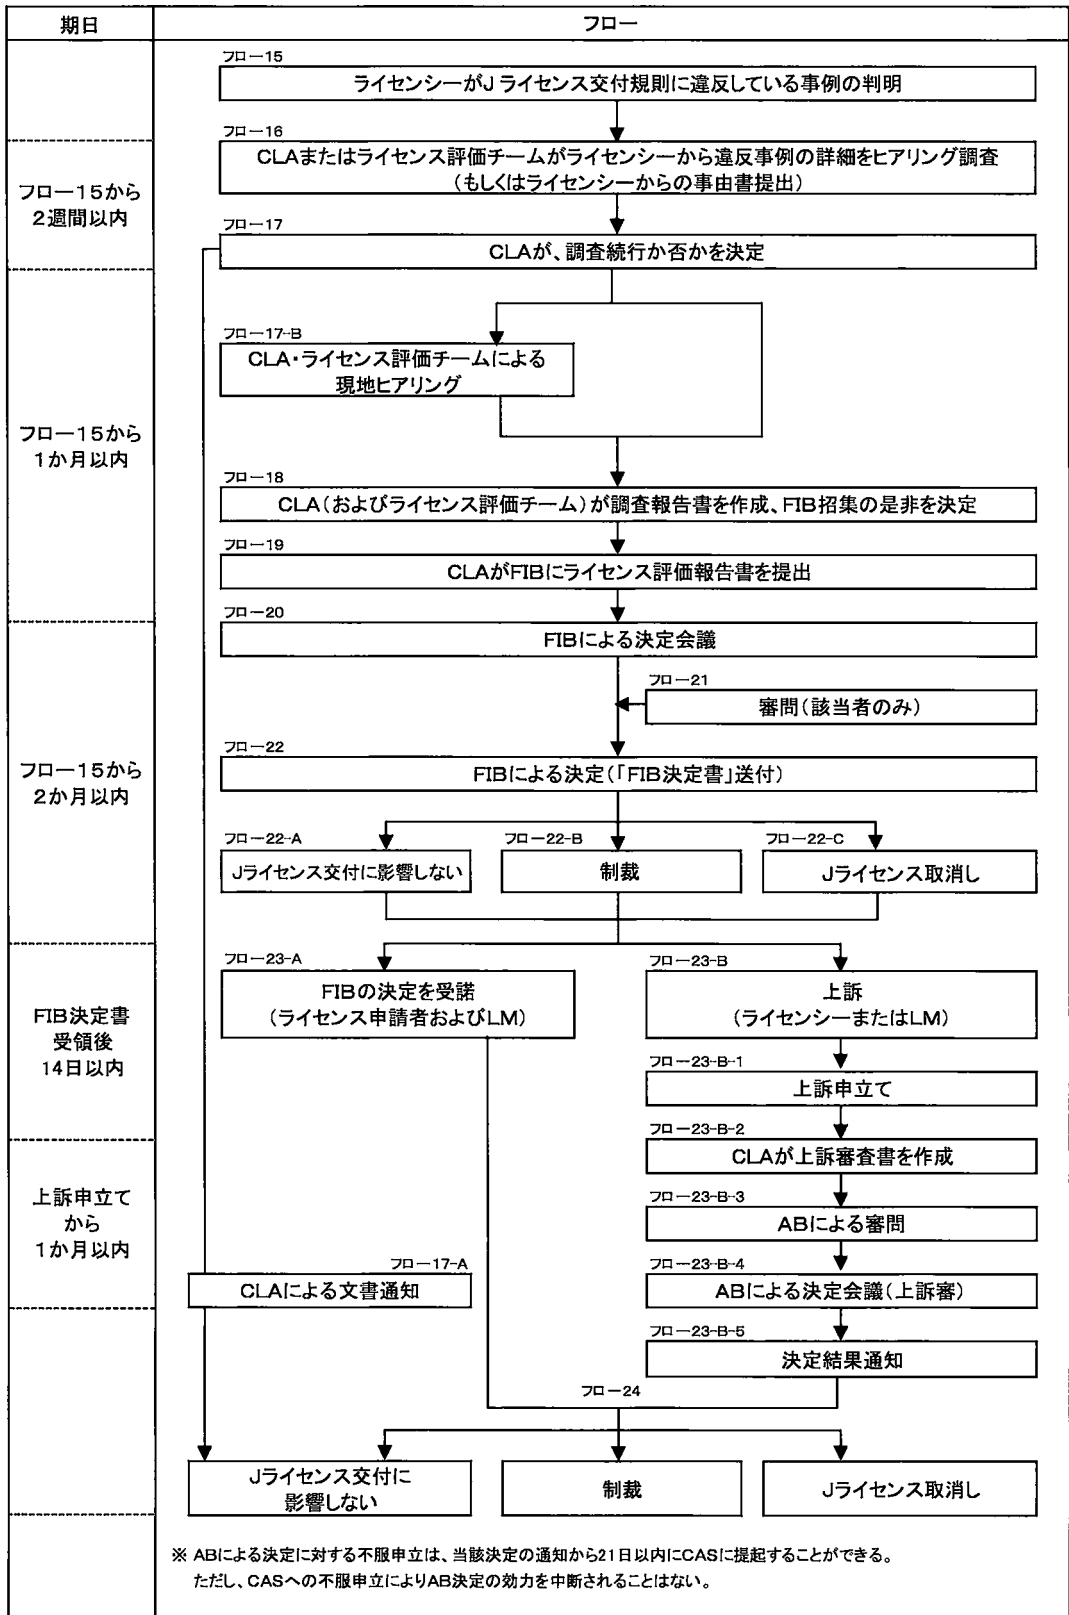 期日
フロー
フロー15
ライセンシーがJライセンス交付規則に違反している事例の判明
フロー15から
2週間以内
フロー16
CLAまたはライセンス評価チームがライセンシーから違反事例の詳細をヒアリング調査
(もしくはライセンシーからの事由書提出)
フロー17
CLAが、調査続行か否かを決定
フロー15から
1か月以内
フロー17-B
CLA・ライセンス評価チームによる
現地ヒアリング
フロー18
CLA(およびライセンス評価チーム)が調査報告書を作成、FIB招集の是非を決定
フロー19
CLAがFIBにライセンス評価報告書を提出
フロー20
FIBによる決定会議
フロー15から
2か月以内
フロー21
審問(該当者のみ)
フロー22
FIBによる決定(「FIB決定書」送付)
フロー22-A
Jライセンス交付に影響しない
フロー22-B
制裁
フロー22-C
Jライセンス取消し
FIB決定書
受領後
14日以内
フロー23-A
FIBの決定を受諾
(ライセンス申請者およびLM)
フロー23-B
上訴
(ライセンシーまたはLM)
フロー23-B-1
上訴申立て
上訴申立て
から
1か月以内
フロー23-B-2
CLAが上訴審査書を作成
フロー23-B-3
ABによる審問
フロー17-A
CLAによる文書通知
フロー23-B-4
ABによる決定会議(上訴審)
フロー23-B-5
決定結果通知
フロー24
Jライセンス交付に
影響しない
制裁
Jライセンス取消し
※ ABによる決定に対する不服申立は、当該決定の通知から21日以内にCASに提起することができる。
ただし、CASへの不服申立によりAB決定の効力を中断されることはない。